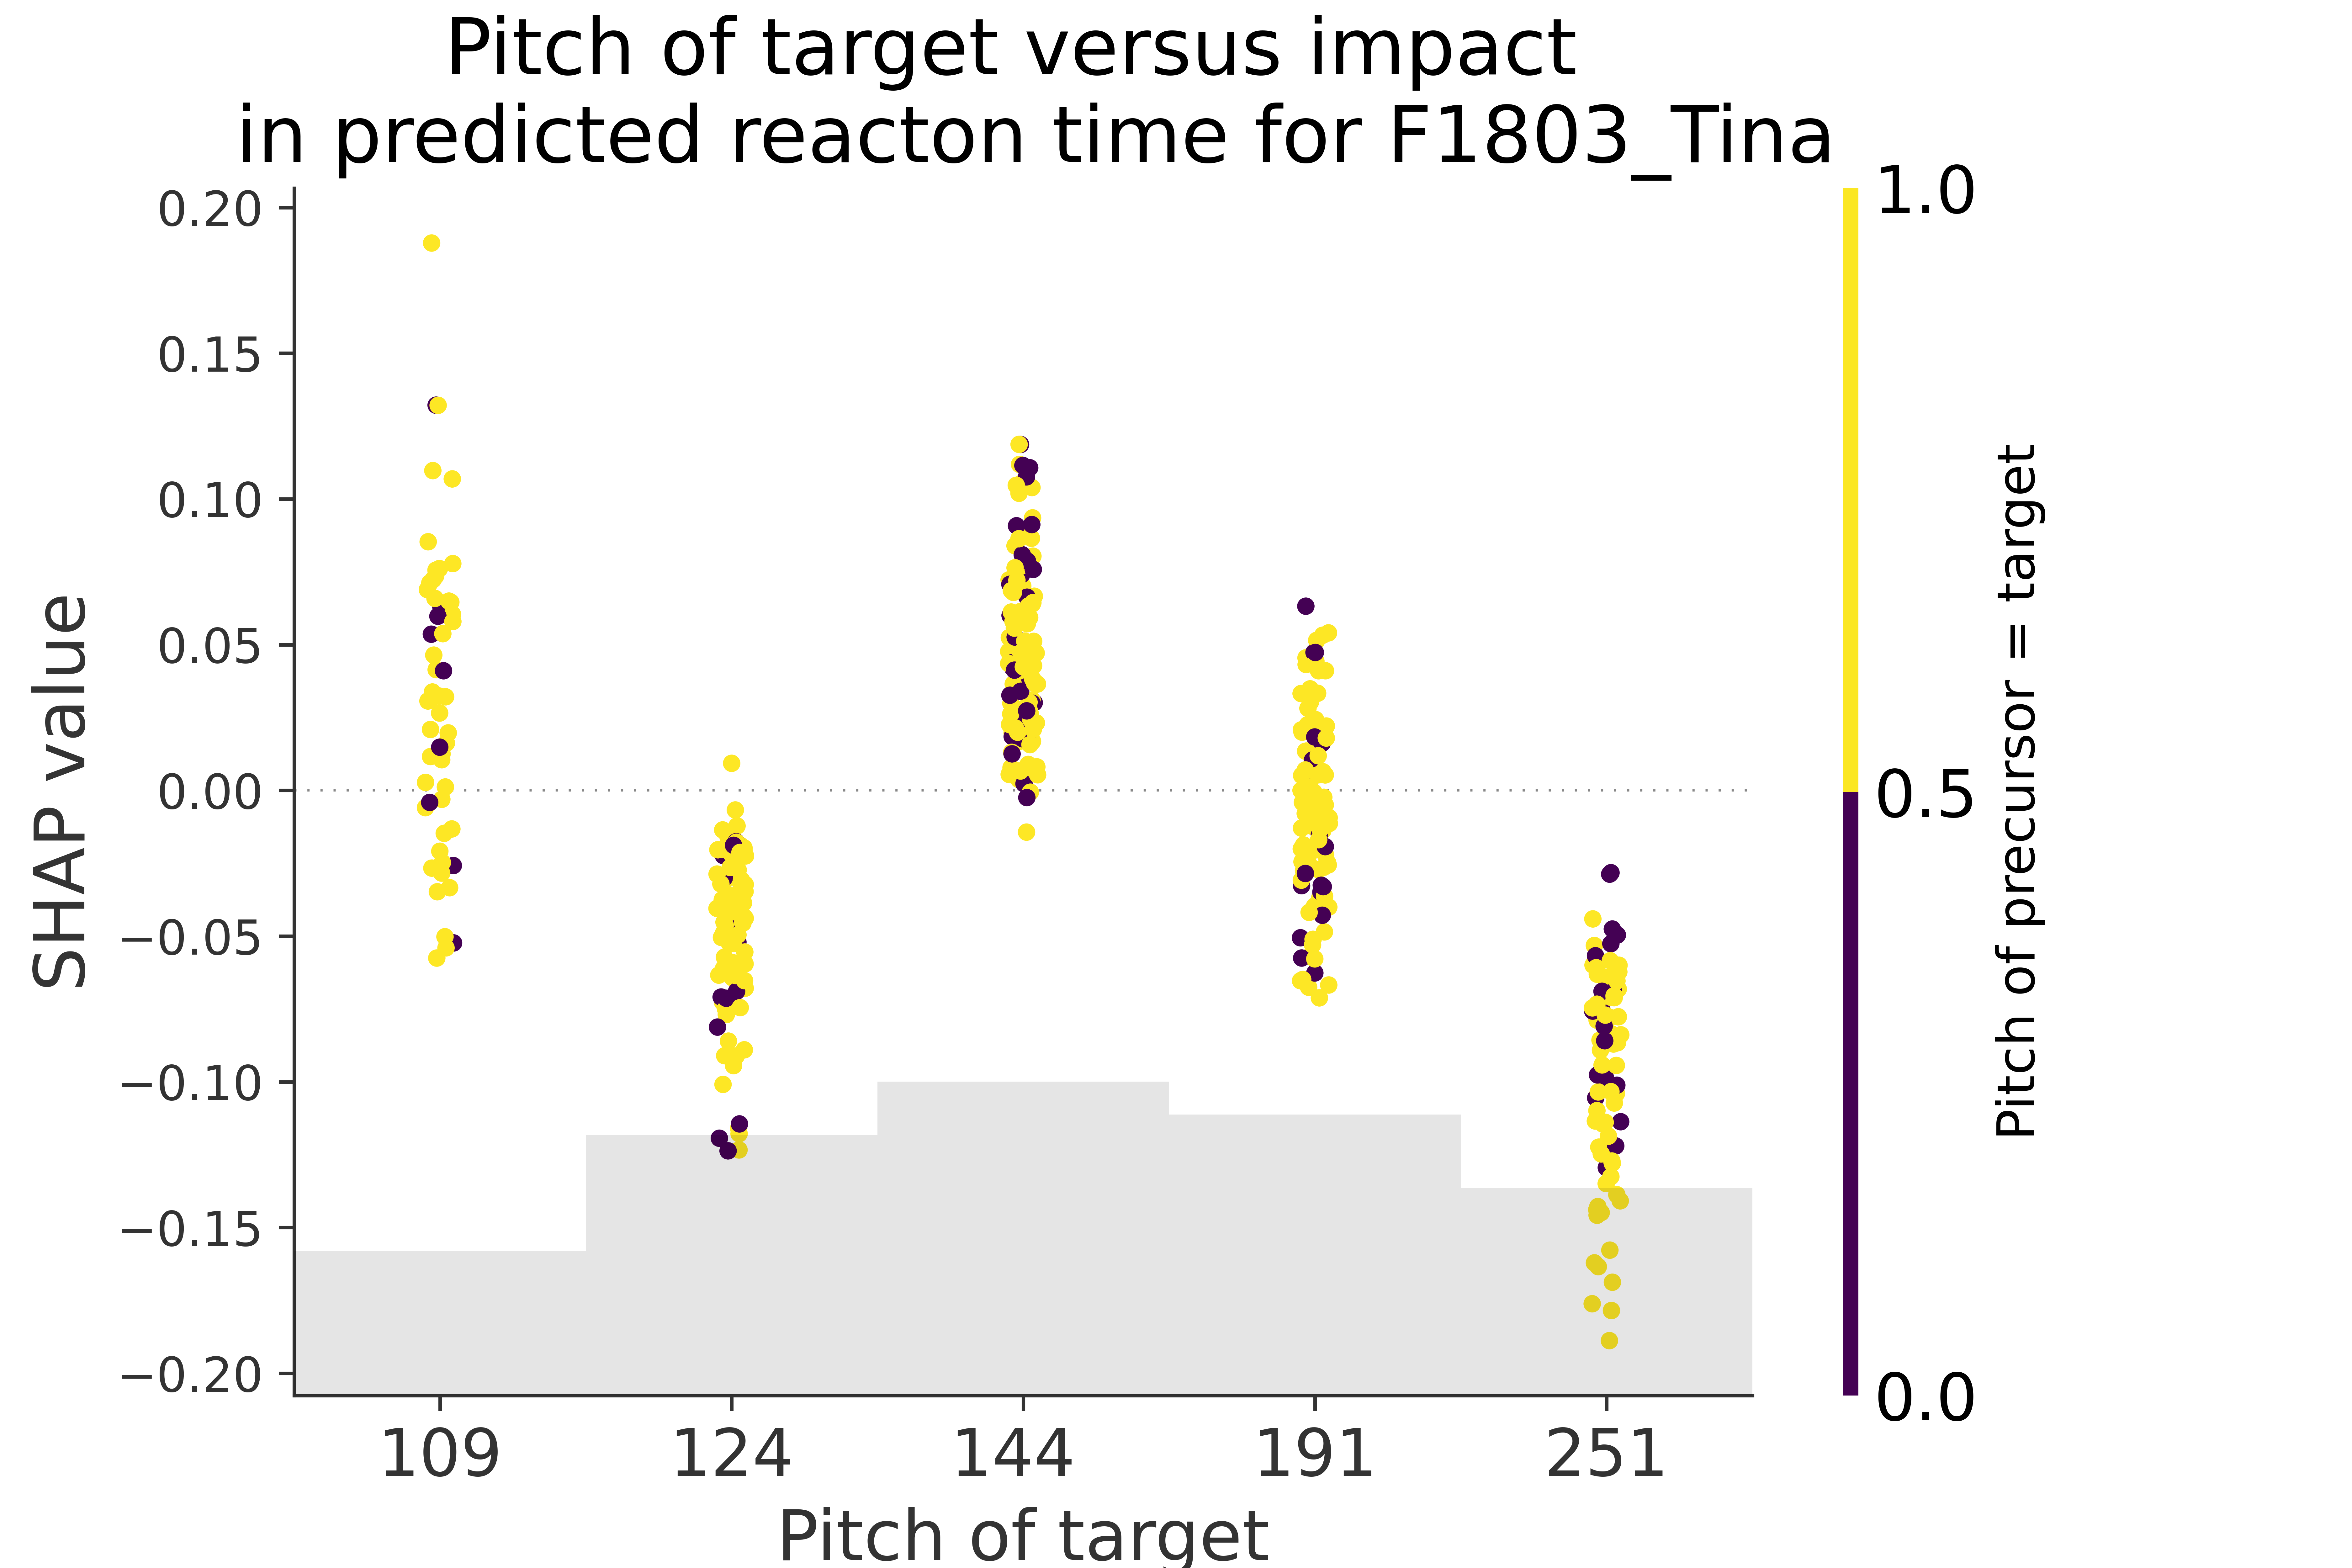 Pitch of target versus impact
in predicted reacton time for F1803_Tina
0.20
0.15
0.10
0.05
0.00
−0.05
−0.10
−0.15
−0.20
SHAP value
109 124 144 191 251
Pitch of target
1.0
0.5
0.0
Pitch of precursor = target